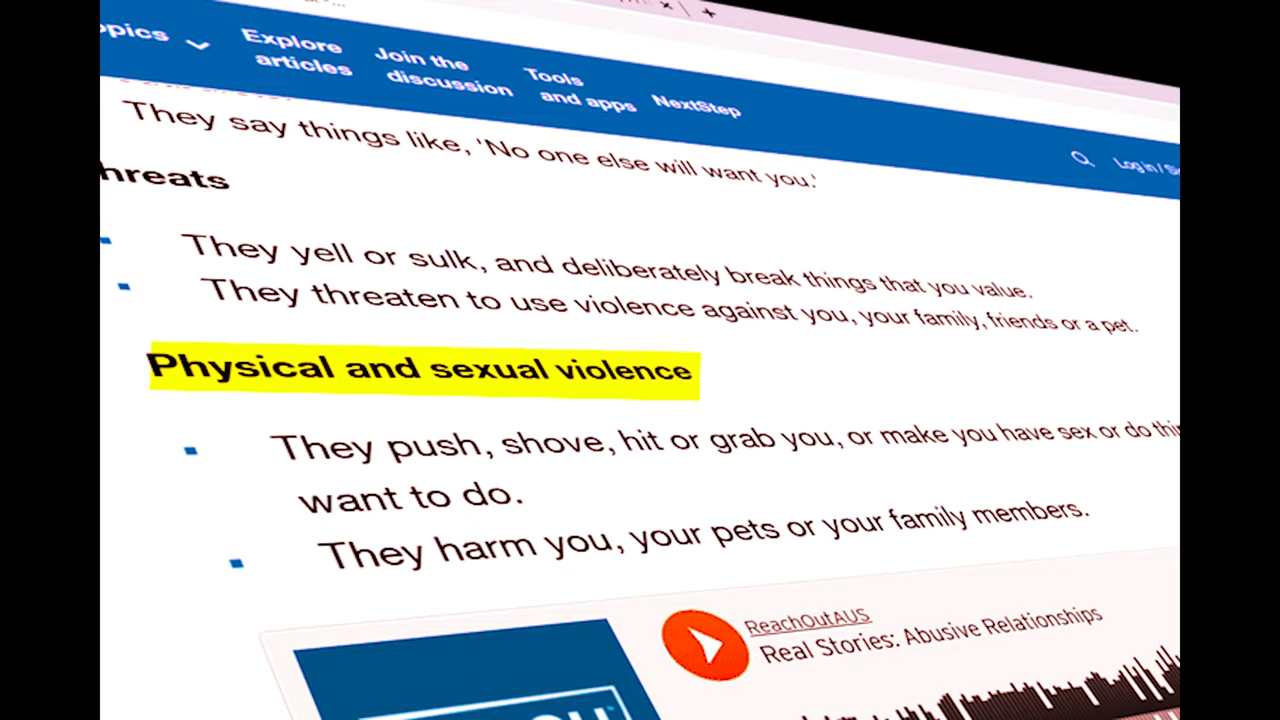 Explore articles
Join the discussion
Tools and apps
NextStep
Log in /
They say things like, 'No one else will want you.'
hreats
They yell or sulk, and deliberately break things that you value.
They threaten to use violence against you, your family, friends or a pet.
Physical and sexual violence
They push, shove, hit or grab you, or make you have sex or do
want to do.
They harm you, your pets or your family members.
ReachOutAUS
Real Stories: Abusive Relationships